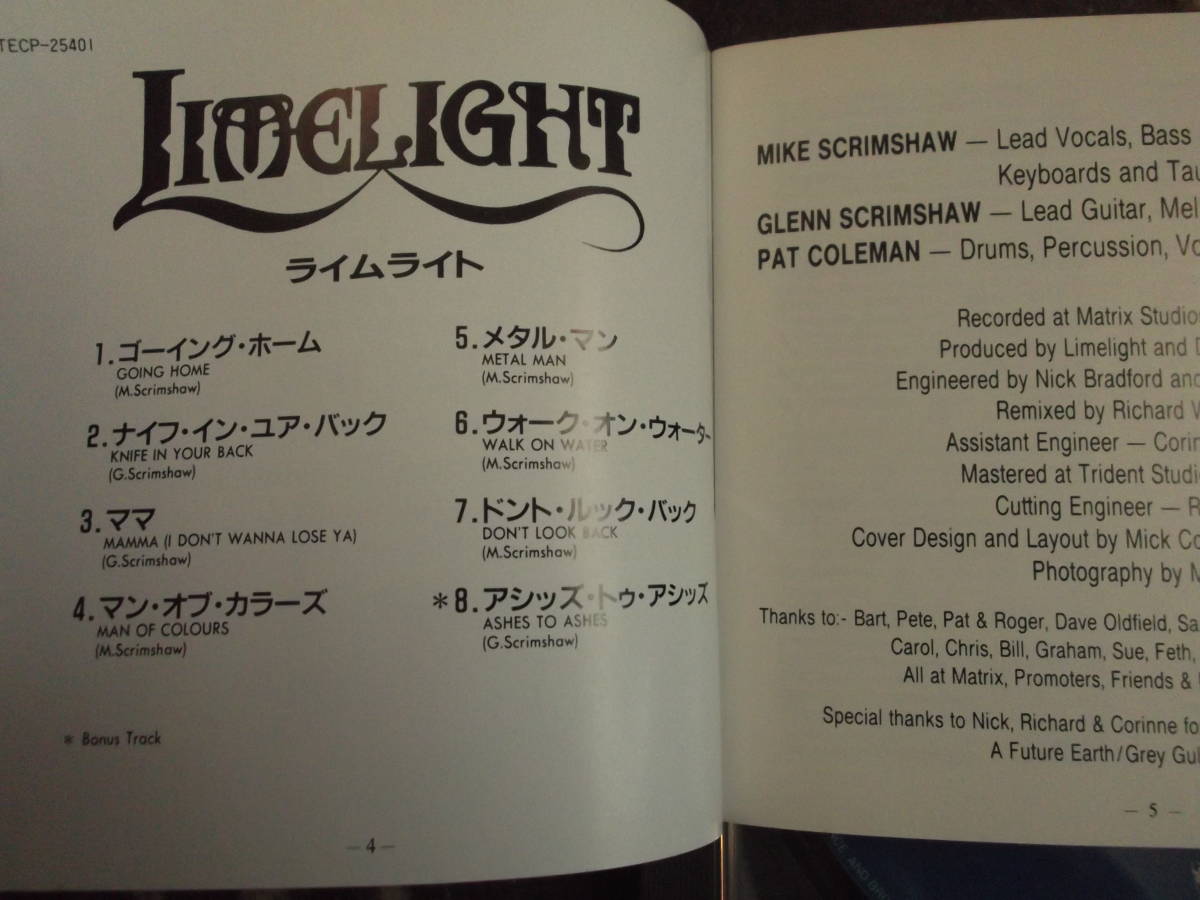 TECP-25401
LIMELIGHT
ライムライト
1.ゴーイング・ホーム
GOING HOME
(M.Scrimshaw)
2.ナイフ・イン・ユア・バック
KNIFE IN YOUR BACK
(G.Scrimshaw)
3.ママ
MAMMA (I DON'T WANNA LOSE YA)
(G.Scrimshaw)
4.マン・オブ・カラーズ
MAN OF COLOURS
(M.Scrimshaw)
5.メタル・マン
METAL MAN
(M.Scrimshaw)
6.ウォーク・オン・ウォーター
WALK ON WATER
(M.Scrimshaw)
7.ドント・ルック・バック
DON'T LOOK BACK
(M.Scrimshaw)
*8.アシッズ・トゥ・アシッズ
ASHES TO ASHES
(G.Scrimshaw)
* Bonus Track
— 4 —
MIKE SCRIMSHAW — Lead Vocals, Bass
Keyboards and
GLENN SCRIMSHAW — Lead Guitar,
PAT COLEMAN — Drums, Percussion,
Recorded at Matrix
Produced by Limelight and
Engineered by Nick Bradford and
Remixed by Richard
Assistant Engineer —
Mastered at Trident
Cutting Engineer —
Cover Design and Layout by Mick
Photography by
Thanks to:- Bart, Pete, Pat & Roger, Dave Oldfield,
Carol, Chris, Bill, Graham, Sue, Feth,
All at Matrix, Promoters, Friends &
Special thanks to Nick, Richard & Corinne
A Future Earth/Grey
— 5 —